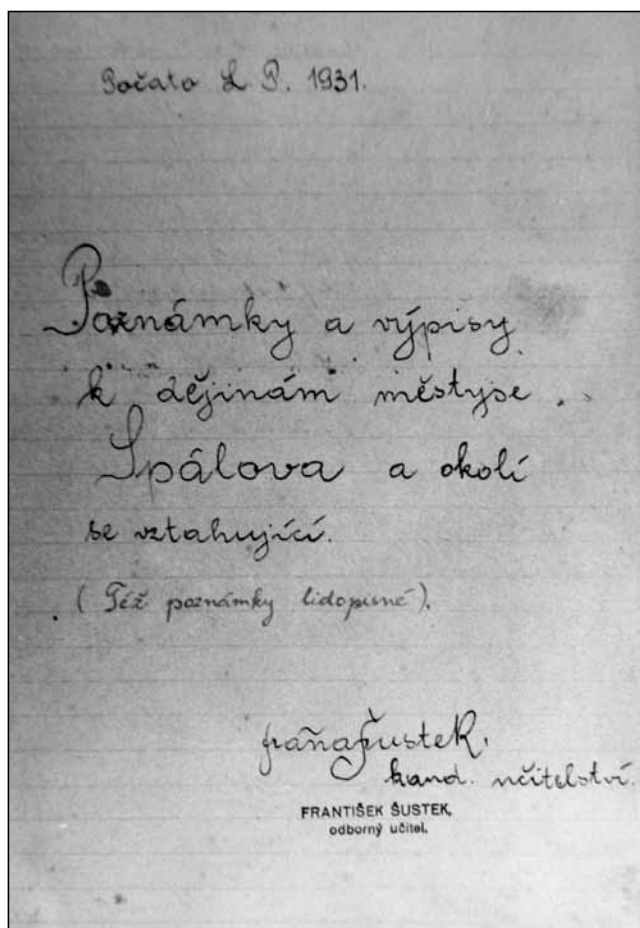 Počato L. P. 1931.
Poznámky a výpisy
k dějinám městyse
Spálova a okolí
se vztahující.
(Též poznámky lidopisné).
fraňaŠusteK.
kand. učitelství.
FRANTIŠEK ŠUSTEK,
odborný učitel.